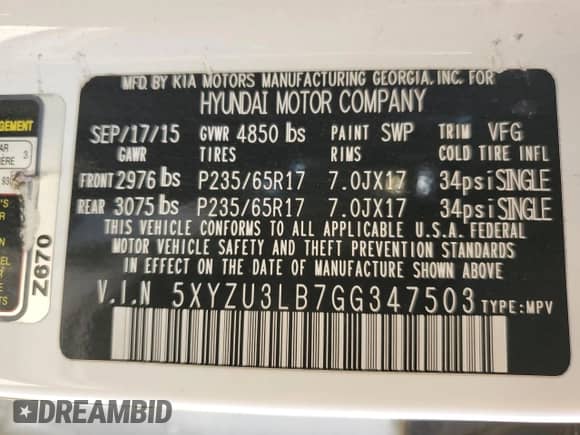 MFD. BY KIA MOTORS MANUFACTURING GEORGIA, INC. FOR
HYUNDAI MOTOR COMPANY
SEP/17/15 GVWR 4850 lbs PAINT SWP TRIM VFG
GAWR TIRES RIMS COLD TIRE INFL
FRONT 2976 lbs P235/65R17 7.0JX17 34psi SINGLE
REAR 3075 lbs P235/65R17 7.0JX17 34psi SINGLE
THIS VEHICLE CONFORMS TO ALL APPLICABLE U.S.A. FEDERAL
MOTOR VEHICLE SAFETY AND THEFT PREVENTION STANDARDS
IN EFFECT ON THE DATE OF MANUFACTURE SHOWN ABOVE
V.I.N 5XYZU3LB7GG347503 TYPE: MPV
Z670
DREAMBID